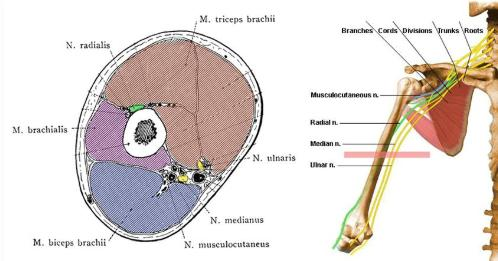 M. triceps brachii
N. radialis
M. brachialis
N. ulnaris
N. medianus
M. biceps brachii
N. musculocutaneus
Branches Cords Divisions Trunks Roots
Musculocutaneous n.
Radial n.
Median n.
Ulnar n.